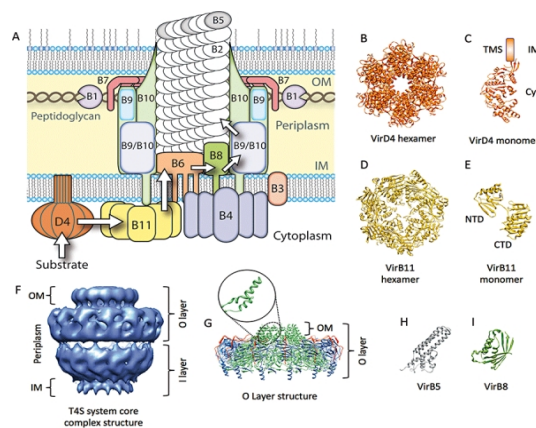 A
B5
B2
B7
B7
OM
B1
B9
B10
B10
B9
B1
Peptidoglycan
Periplasm
B9/B10
B9/B10
B6
B8
IM
B3
D4
B11
B4
Cytoplasm
Substrate
B
VirD4 hexamer
C
TMS
IM
Cy
VirD4 monome
D
VirB11
hexamer
E
NTD
CTD
VirB11
monomer
F
OM
Periplasm
IM
O layer
I layer
T4S system core
complex structure
G
OM
O layer
O Layer structure
H
VirB5
I
VirB8